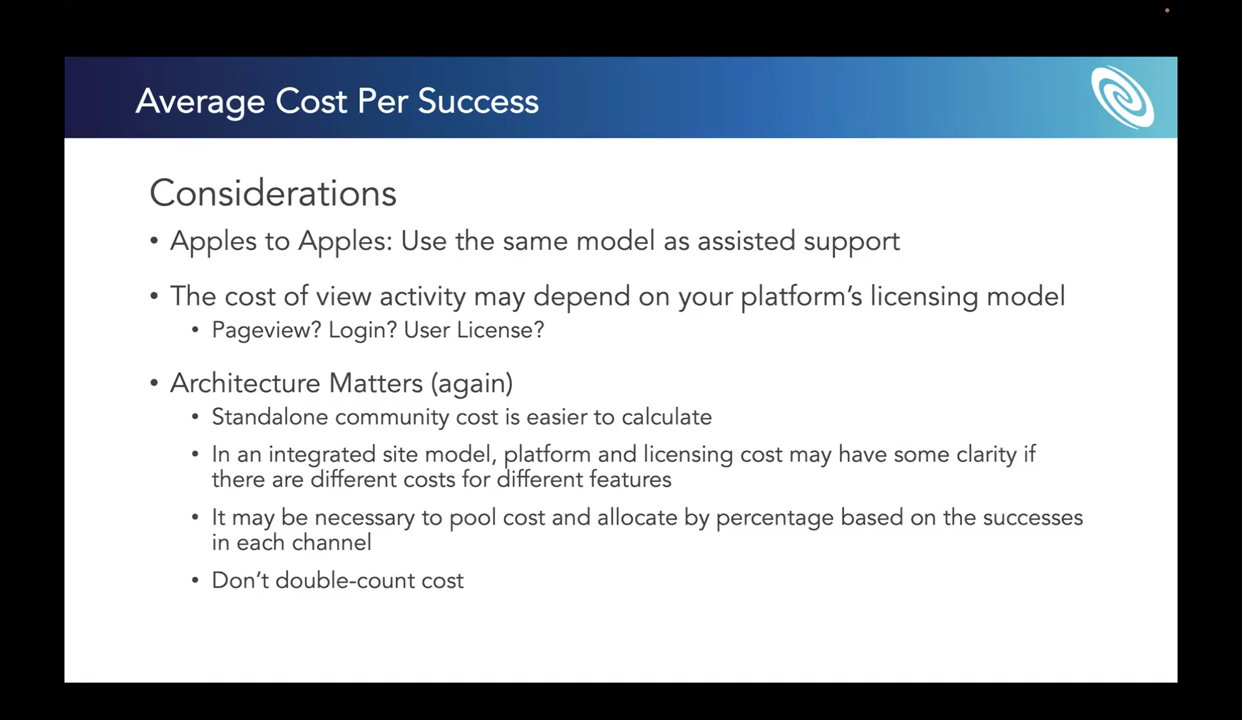 Average Cost Per Success
Considerations
• Apples to Apples: Use the same model as assisted support
• The cost of view activity may depend on your platform’s licensing model
• Pageview? Login? User License?
• Architecture Matters (again)
• Standalone community cost is easier to calculate
• In an integrated site model, platform and licensing cost may have some clarity if
there are different costs for different features
• It may be necessary to pool cost and allocate by percentage based on the successes
in each channel
• Don’t double-count cost